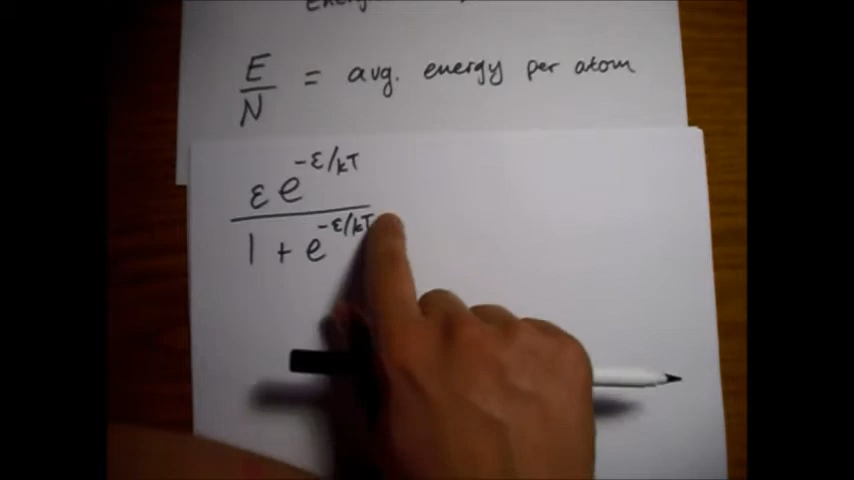 E/N = avg. energy per atom
εe^{-ε/kT}
1 + e^{-ε/kT}